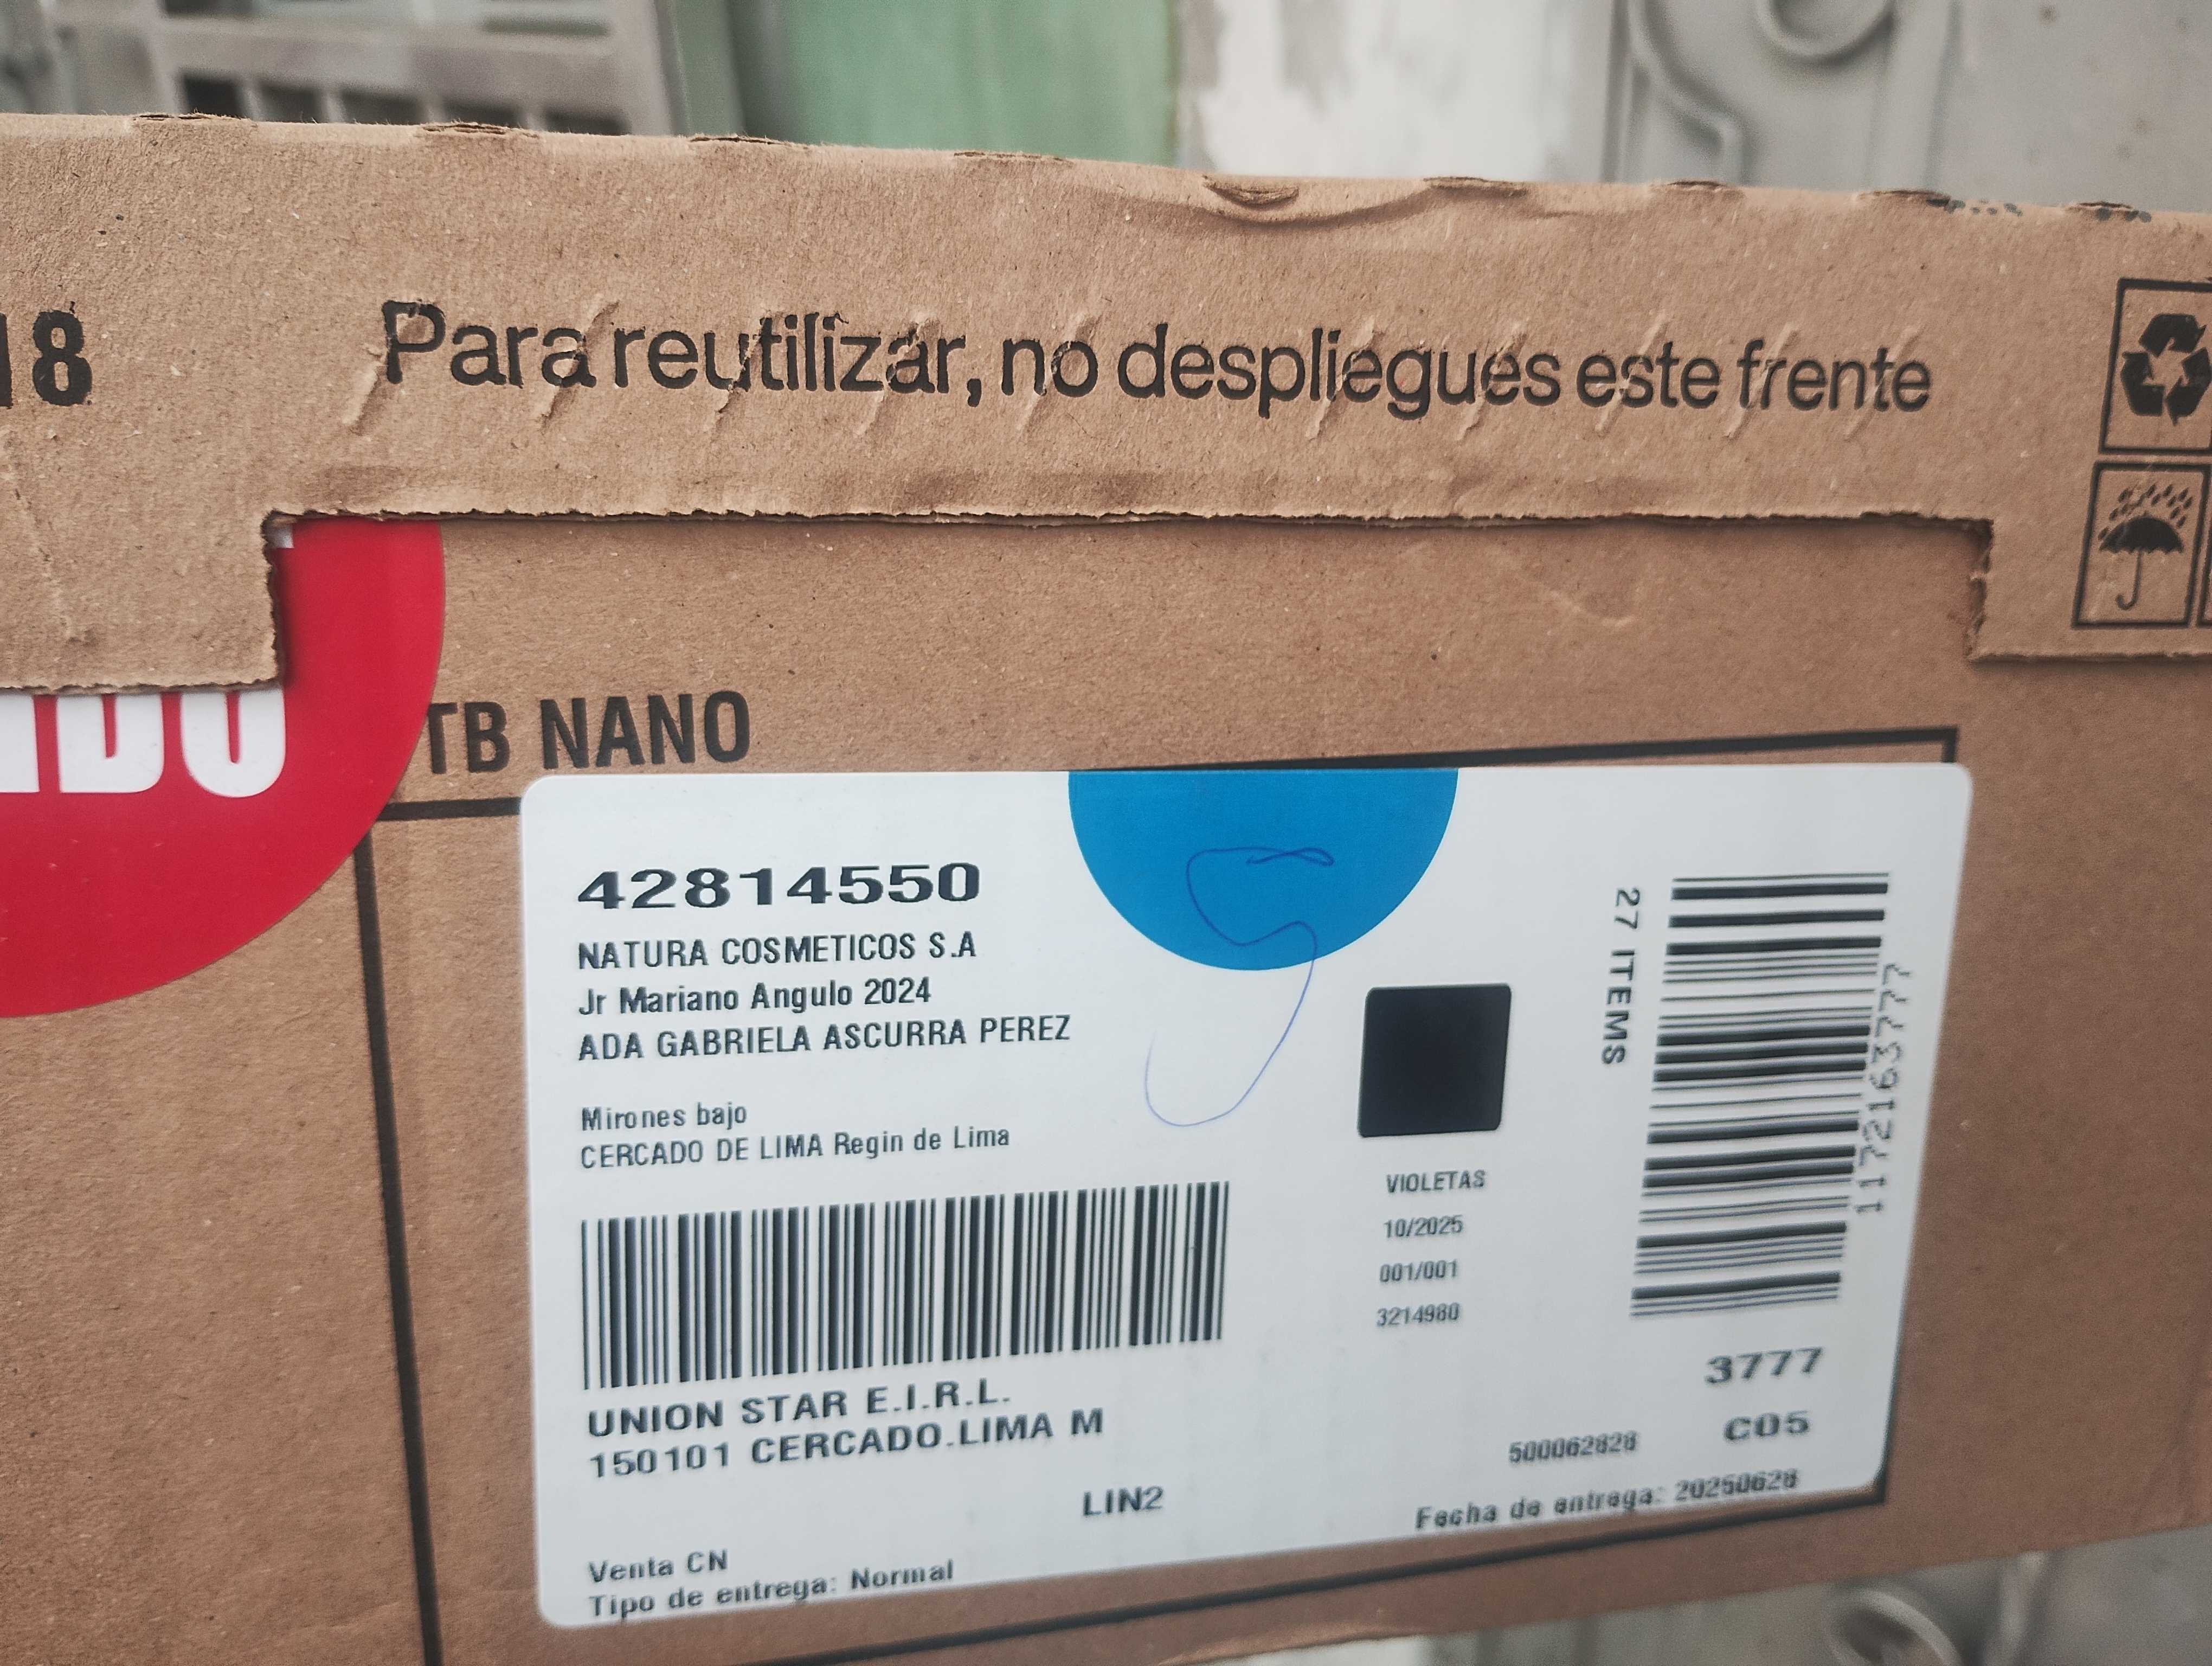 18
Para reutilizar, no despliegues este frente
TB NANO
42814550
NATURA COSMETICOS S.A
Jr Mariano Angulo 2024
ADA GABRIELA ASCURRA PEREZ
Mirones bajo
CERCADO DE LIMA Regin de Lima
UNION STAR E.I.R.L.
150101 CERCADO.LIMA M
LIN2
Venta CN
Tipo de entrega: Normal
VIOLETAS
10/2025
001/001
3214980
27 ITEMS
1172163777
3777
C05
500062828
Fecha de entrega: 20250628